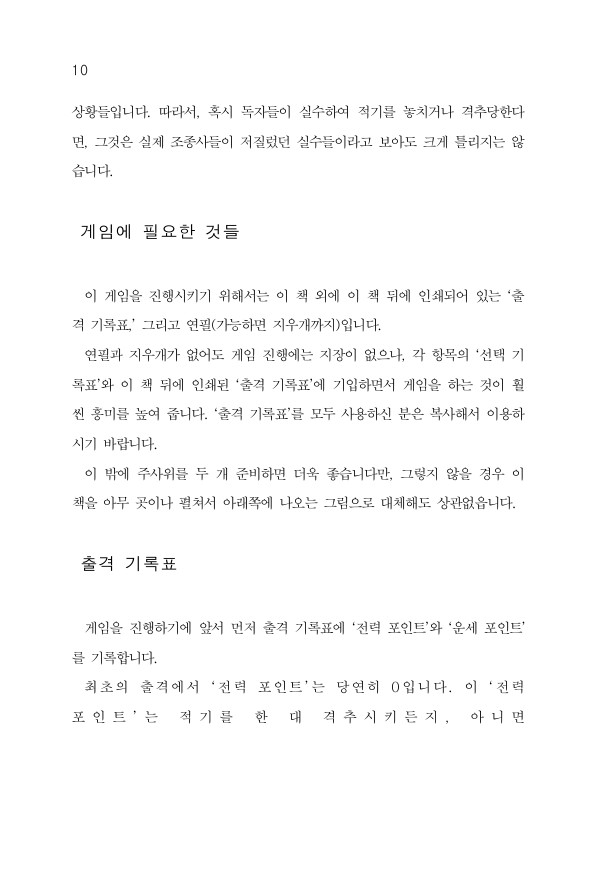 10
상황들입니다. 따라서, 혹시 독자들이 실수하여 적기를 놓치거나 격추당한다
면, 그것은 실제 조종사들이 저질렀던 실수들이라고 보아도 크게 틀리지는 않
습니다.
게임에 필요한 것들
이 게임을 진행시키기 위해서는 이 책 외에 이 책 뒤에 인쇄되어 있는 ‘출
격 기록표,’ 그리고 연필(가능하면 지우개까지)입니다.
연필과 지우개가 없어도 게임 진행에는 지장이 없으나, 각 항목의 ‘선택 기
록표’와 이 책 뒤에 인쇄된 ‘출격 기록표’에 기입하면서 게임을 하는 것이 훨
씬 흥미를 높여 줍니다. ‘출격 기록표’를 모두 사용하신 분은 복사해서 이용하
시기 바랍니다.
이 밖에 주사위를 두 개 준비하면 더욱 좋습니다만, 그렇지 않을 경우 이
책을 아무 곳이나 펼쳐서 아래쪽에 나오는 그림으로 대체해도 상관없읍니다.
출격 기록표
게임을 진행하기에 앞서 먼저 출격 기록표에 ‘전력 포인트’와 ‘운세 포인트’
를 기록합니다.
최초의 출격에서 ‘전력 포인트’는 당연히 0입니다. 이 ‘전력
포인트’는 적기를 한 대 격추시키든지, 아니면